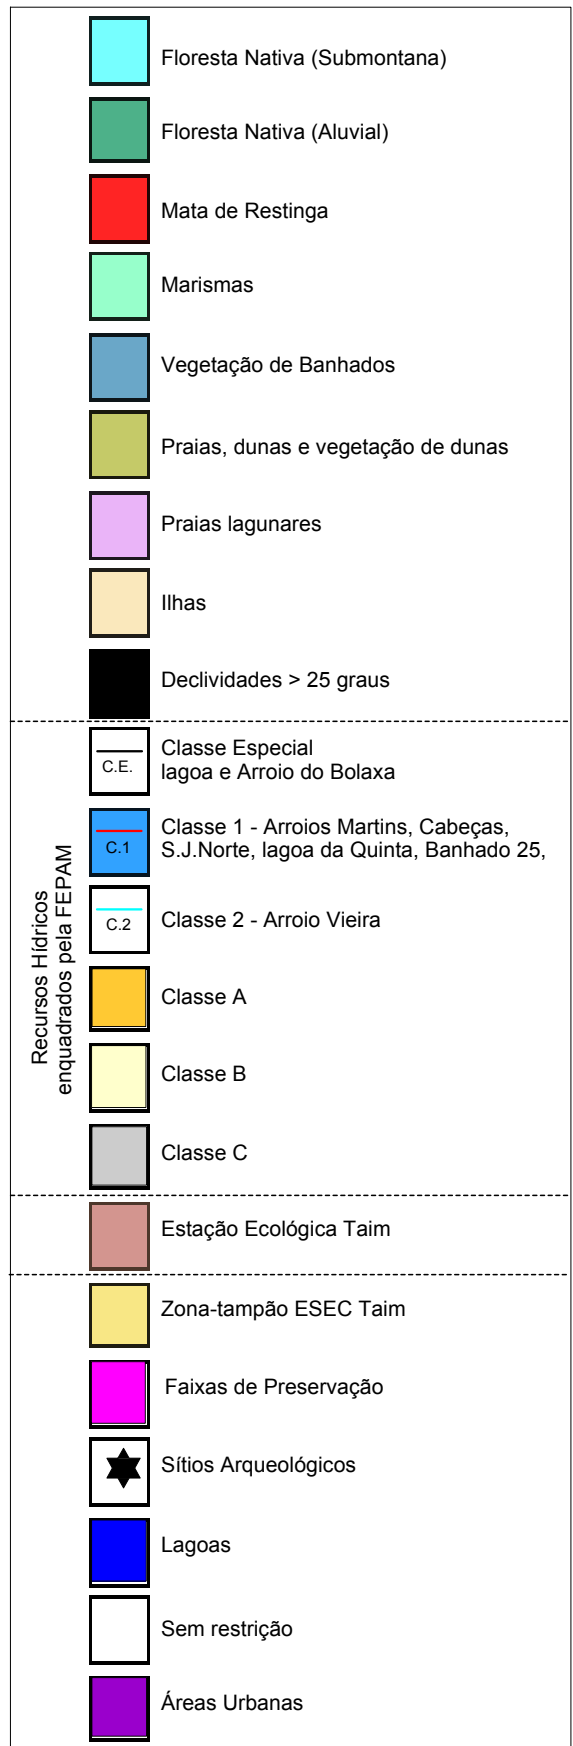 Floresta Nativa (Submontana)
Floresta Nativa (Aluvial)
Mata de Restinga
Marismas
Vegetação de Banhados
Praias, dunas e vegetação de dunas
Praias lagunares
Ilhas
Declividades > 25 graus
Recursos Hídricos
enquadrados pela FEPAM
C.E.
Classe Especial
lagoa e Arroio do Bolaxa
C.1
Classe 1 - Arroios Martins, Cabeças,
S.J.Norte, lagoa da Quinta, Banhado 25,
C.2
Classe 2 - Arroio Vieira
Classe A
Classe B
Classe C
Estação Ecológica Taim
Zona-tampão ESEC Taim
Faixas de Preservação
Sítios Arqueológicos
Lagoas
Sem restrição
Áreas Urbanas